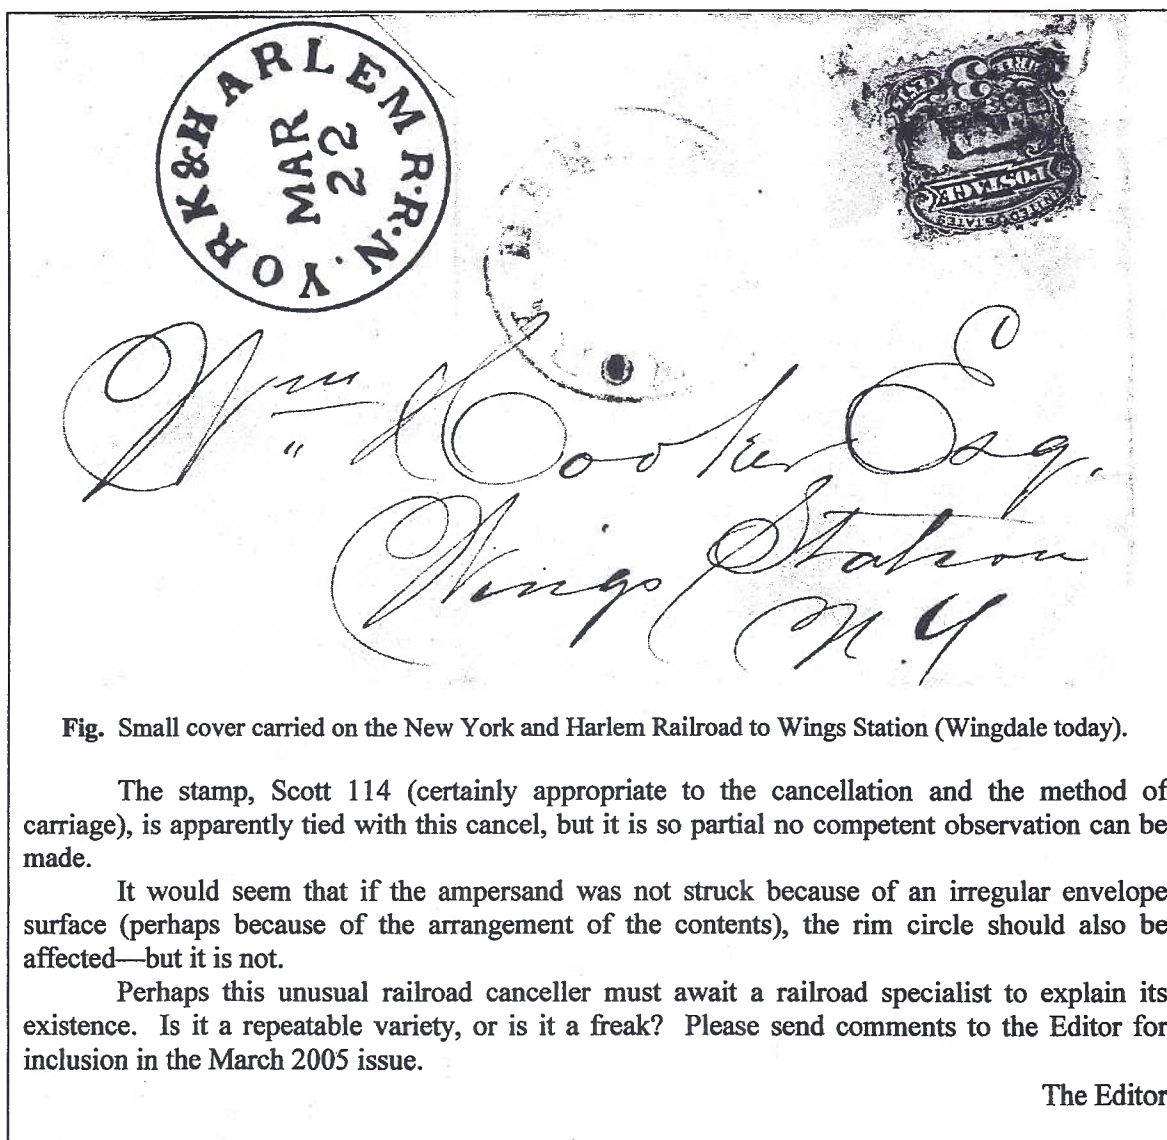 N. YORK & HARLEM R.R.
MAR
22
THREE CENTS
3
POSTAGE
UNITED STATES
Wm H Cooker Esq.
Wings Station
N Y
Fig. Small cover carried on the New York and Harlem Railroad to Wings Station (Wingdale today).
The stamp, Scott 114 (certainly appropriate to the cancellation and the method of
carriage), is apparently tied with this cancel, but it is so partial no competent observation can be
made.
It would seem that if the ampersand was not struck because of an irregular envelope
surface (perhaps because of the arrangement of the contents), the rim circle should also be
affected—but it is not.
Perhaps this unusual railroad canceller must await a railroad specialist to explain its
existence. Is it a repeatable variety, or is it a freak? Please send comments to the Editor for
inclusion in the March 2005 issue.
The Editor